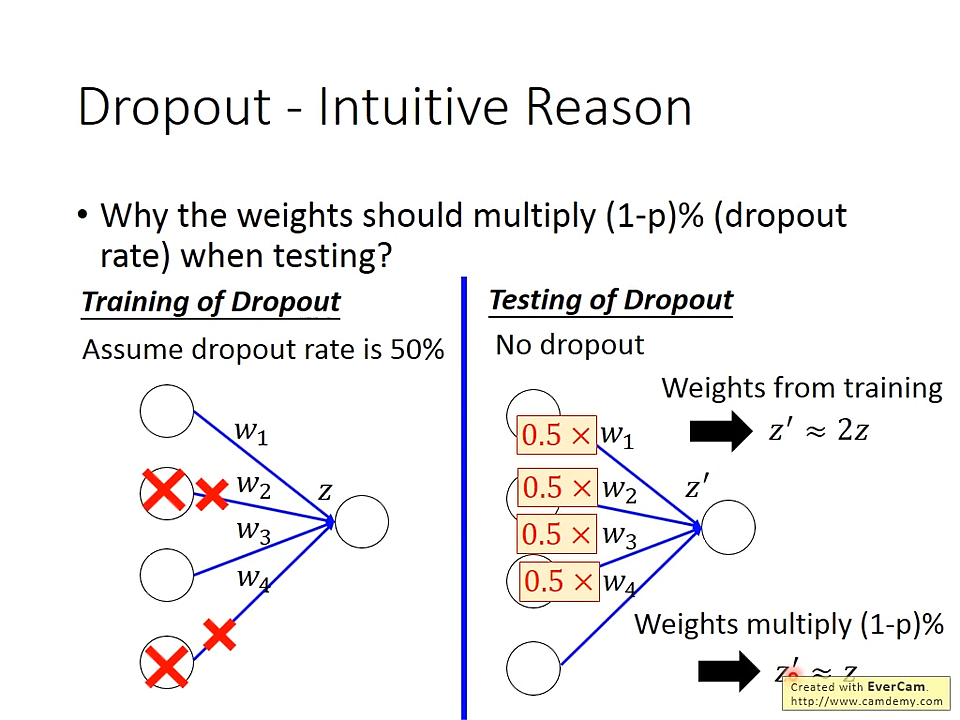 Dropout - Intuitive Reason
• Why the weights should multiply (1-p)% (dropout
rate) when testing?
Training of Dropout
Assume dropout rate is 50%
w₁
w₂
z
w₃
w₄
Testing of Dropout
No dropout
Weights from training
z′ ≈ 2z
0.5 × w₁
0.5 × w₂
z′
0.5 × w₃
0.5 × w₄
Weights multiply (1-p)%
z′ ≈ z
Created with EverCam.
http://www.camdemy.com